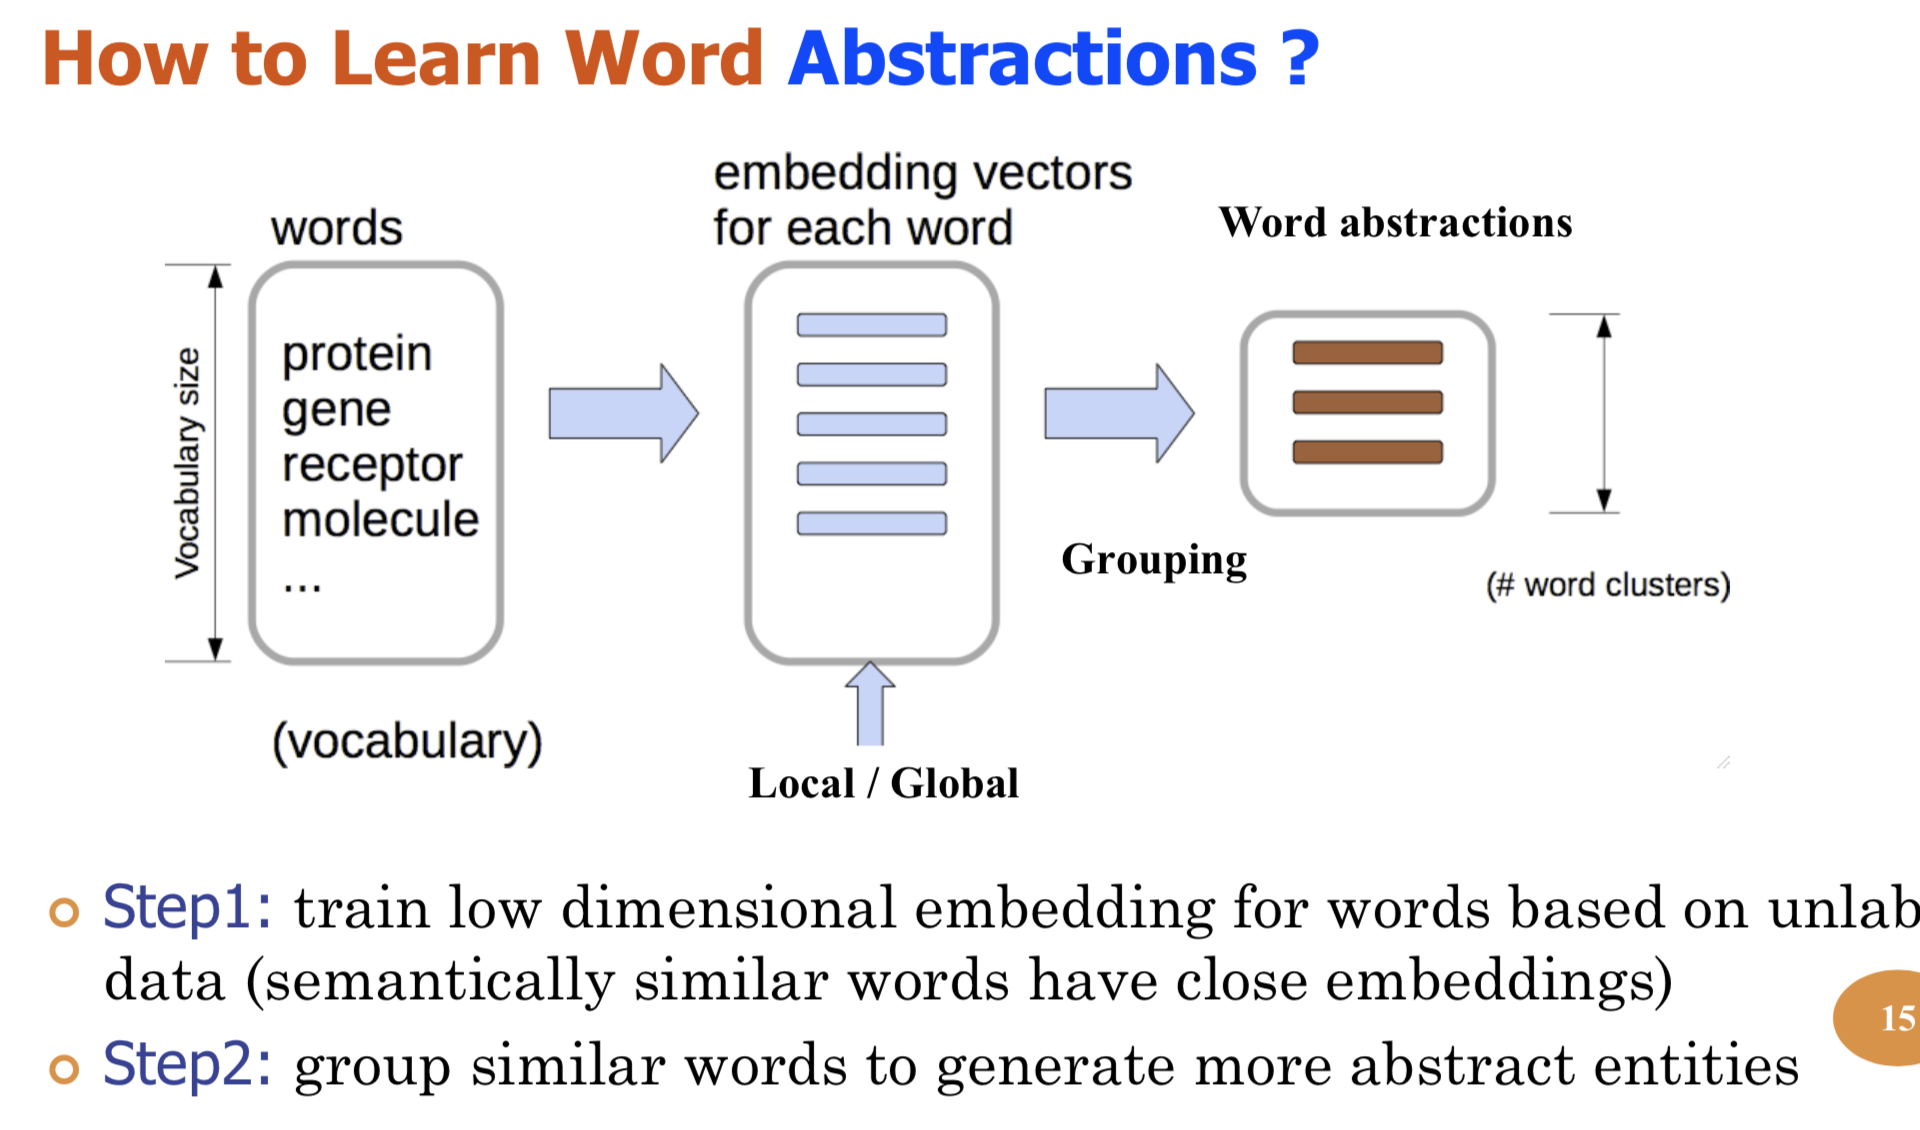 How to Learn Word Abstractions ?
embedding vectors
for each word
words
Word abstractions
Vocabulary size
protein
gene
receptor
molecule
...
Grouping
(# word clusters)
(vocabulary)
Local / Global
Step1: train low dimensional embedding for words based on unlab
data (semantically similar words have close embeddings)
15
Step2: group similar words to generate more abstract entities